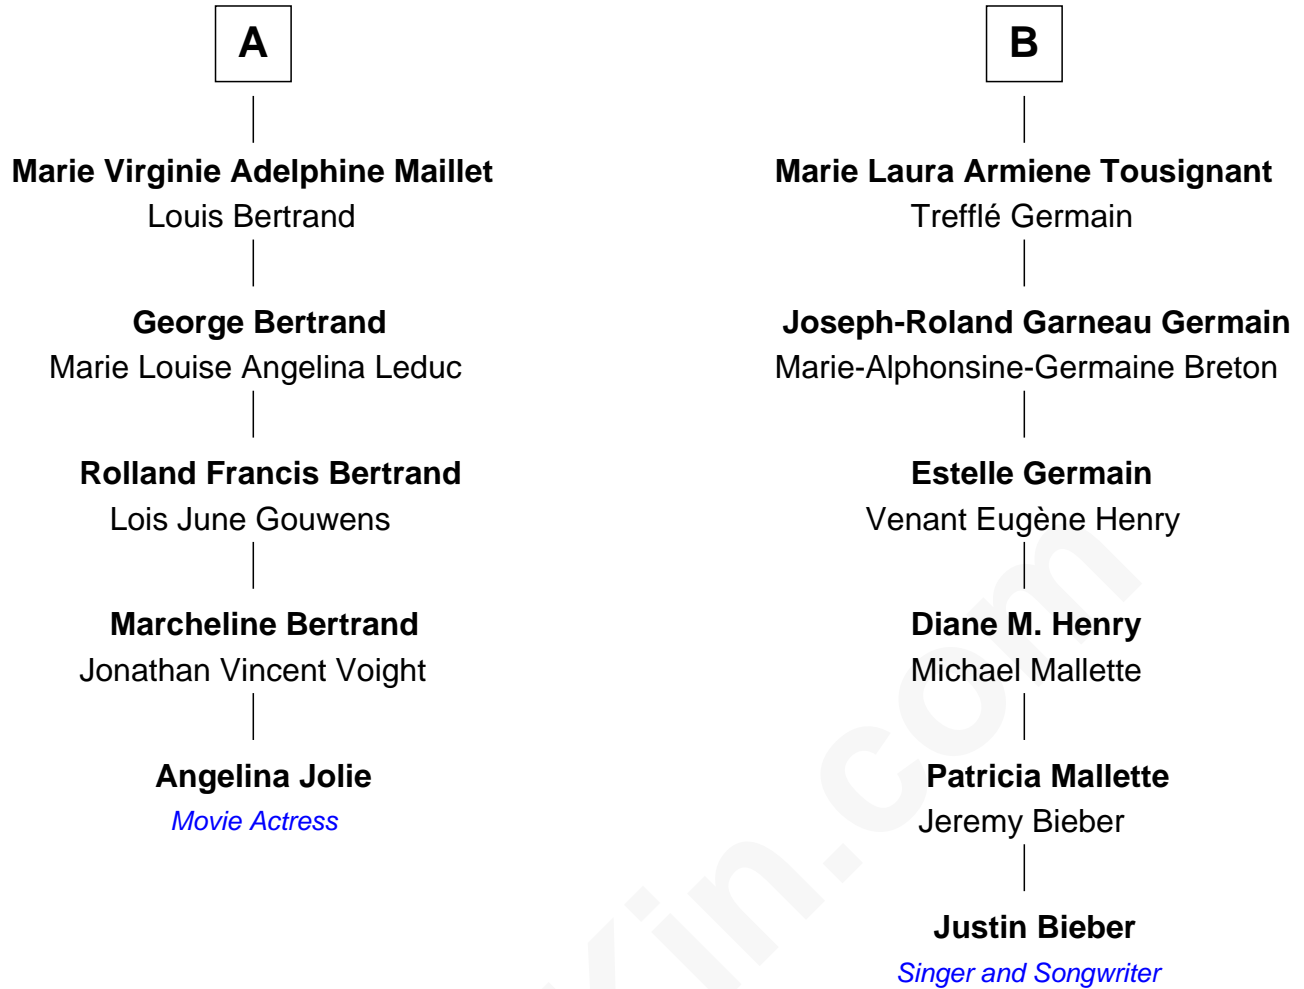 A
Marie Virginie Adelphine Maillet
Louis Bertrand
George Bertrand
Marie Louise Angelina Leduc
Rolland Francis Bertrand
Lois June Gouwens
Marcheline Bertrand
Jonathan Vincent Voight
Angelina Jolie
Movie Actress
B
Marie Laura Armiene Tousignant
Trefflé Germain
Joseph-Roland Garneau Germain
Marie-Alphonsine-Germaine Breton
Estelle Germain
Venant Eugène Henry
Diane M. Henry
Michael Mallette
Patricia Mallette
Jeremy Bieber
Justin Bieber
Singer and Songwriter
Kin.com